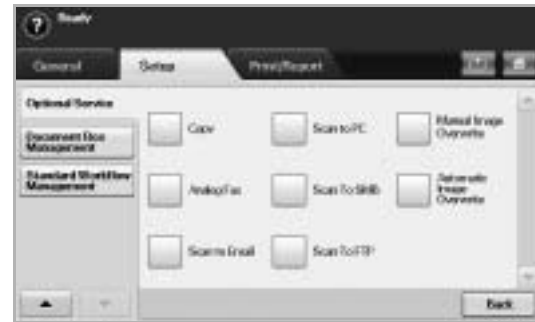 ?
Ready
General
Setup
Print/Report
Optional Service
Document Box
Management
Standard Workflow
Management
Copy
Scan to PC
Manual Image
Overwrite
Analog Fax
Scan To SMB
Automatic
Image
Overwrite
Scan to Email
Scan To FTP
Back